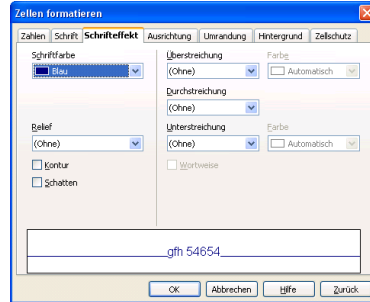 Zellen formatieren
Zahlen Schrift Schrifteffekt Ausrichtung Umrandung Hintergrund Zellschutz
Schriftfarbe Überstreichung Farbe
Blau (Ohne) Automatisch
Durchstreichung
(Ohne)
Relief Unterstreichung Farbe
(Ohne) (Ohne) Automatisch
Kontur Wortweise
Schatten
gfh 54654
OK Abbrechen Hilfe Zurück